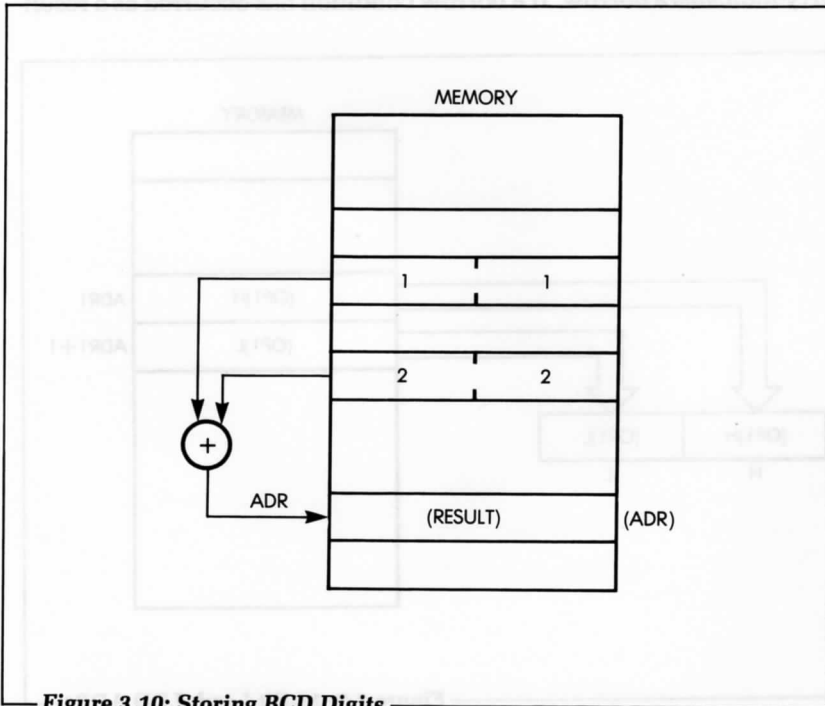 MEMORY
1 1
2 2
+
ADR
(RESULT)
(ADR)
Figure 3.10: Storing BCD Digits